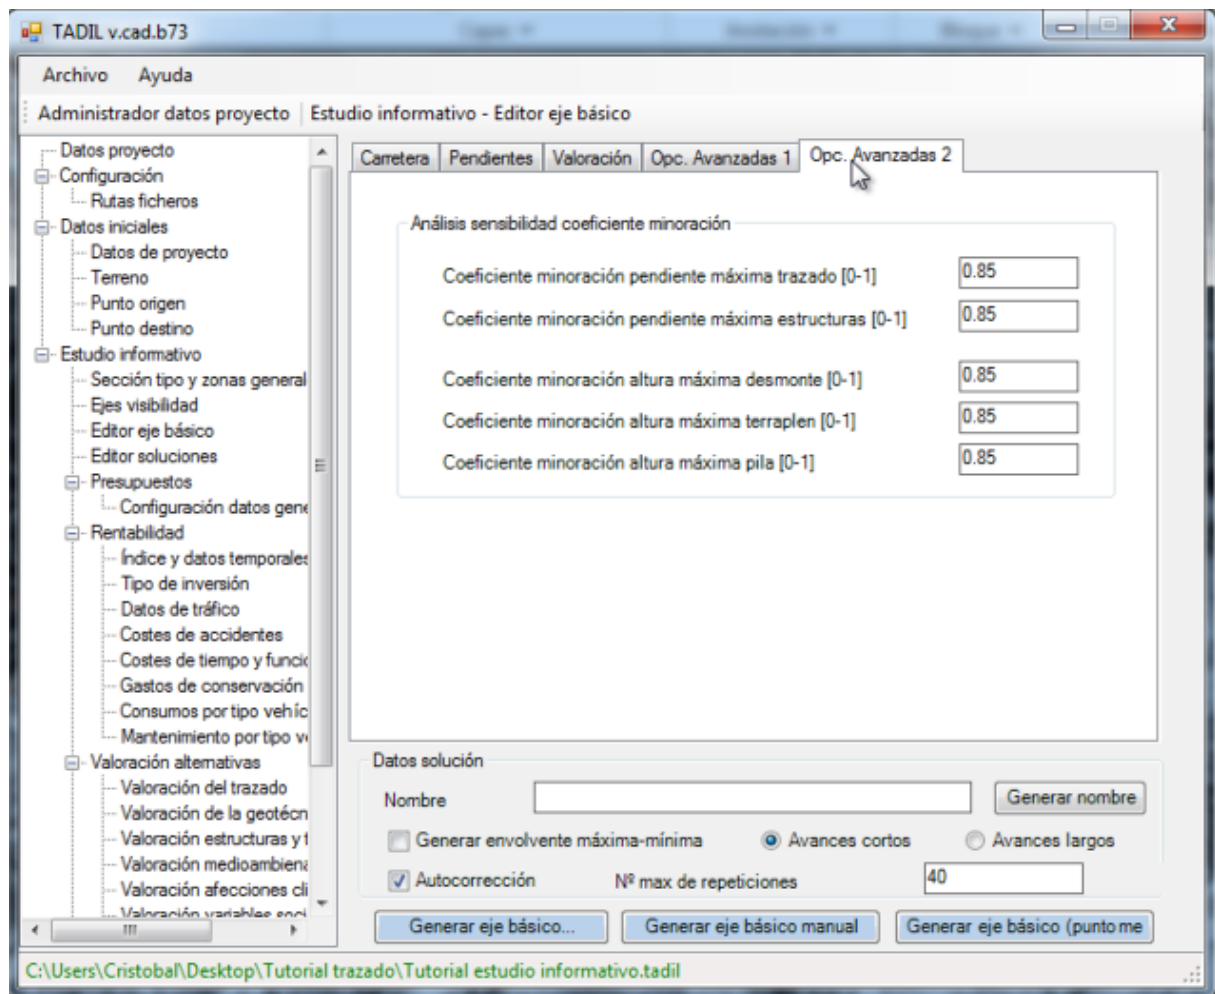 TADIL v.cad.b73
Archivo Ayuda
Administrador datos proyecto Estudio informativo - Editor eje básico
Datos proyecto
Configuración
Rutas ficheros
Datos iniciales
Datos de proyecto
Terreno
Punto origen
Punto destino
Estudio informativo
Sección tipo y zonas general
Ejes visibilidad
Editor eje básico
Editor soluciones
Presupuestos
Configuración datos gene
Rentabilidad
Índice y datos temporales
Tipo de inversión
Datos de tráfico
Costes de accidentes
Costes de tiempo y funcio
Gastos de conservación
Consumos por tipo vehíc
Mantenimiento por tipo v
Valoración alternativas
Valoración del trazado
Valoración de la geotécn
Valoración estructuras y t
Valoración medioambiena
Valoración afecciones cli
Valoración variables soci
Carretera Pendientes Valoración Opc. Avanzadas 1 Opc. Avanzadas 2
Análisis sensibilidad coeficiente minoración
Coeficiente minoración pendiente máxima trazado [0-1] 0.85
Coeficiente minoración pendiente máxima estructuras [0-1] 0.85
Coeficiente minoración altura máxima desmonte [0-1] 0.85
Coeficiente minoración altura máxima terraplen [0-1] 0.85
Coeficiente minoración altura máxima pila [0-1] 0.85
Datos solución
Nombre Generar nombre
Generar envolvente máxima-mínima Avances cortos Avances largos
Autocorrección Nº max de repeticiones 40
Generar eje básico... Generar eje básico manual Generar eje básico (punto me
C:\Users\Cristobal\Desktop\Tutorial trazado\Tutorial estudio informativo.tadil